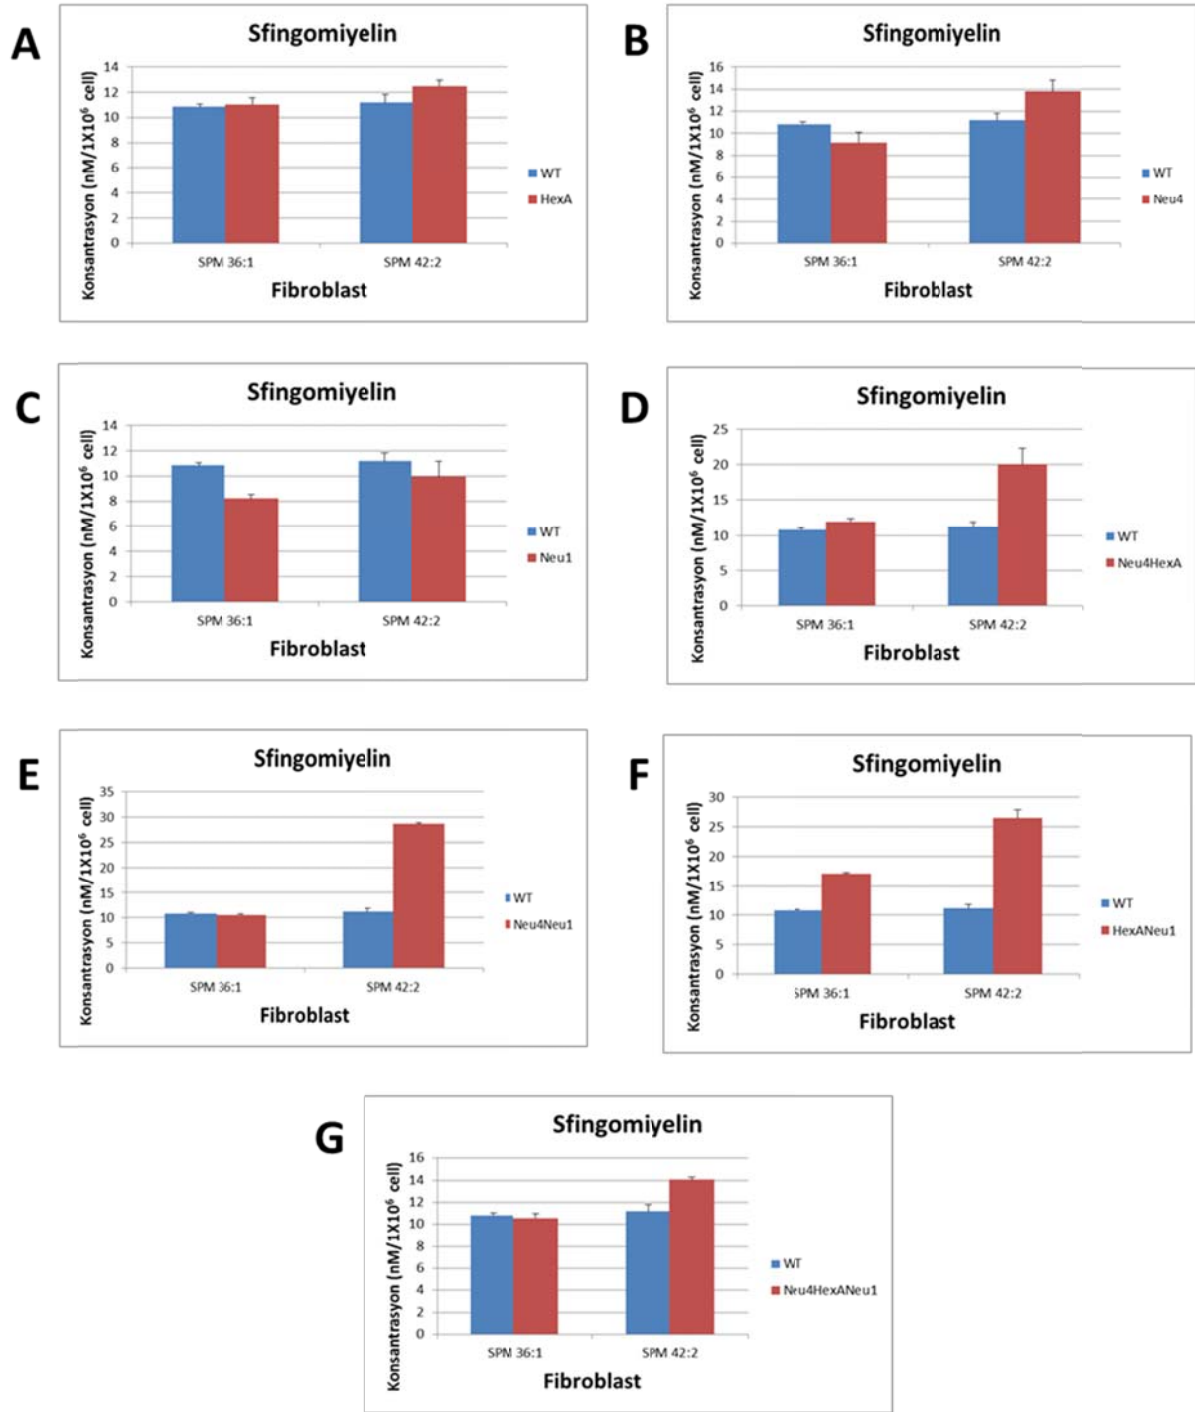 A
Sfingomiyelin
Konsantrasyon (nM/1X10⁶ cell)
14
12
10
8
6
4
2
0
SPM 36:1
SPM 42:2
Fibroblast
WT
HexA
B
Sfingomiyelin
Konsantrasyon (nM/1X10⁶ cell)
16
14
12
10
8
6
4
2
0
SPM 36:1
SPM 42:2
Fibroblast
WT
Neu4
C
Sfingomiyelin
Konsantrasyon (nM/1X10⁶ cell)
14
12
10
8
6
4
2
0
SPM 36:1
SPM 42:2
Fibroblast
WT
Neu1
D
Sfingomiyelin
Konsantrasyon (nM/1X10⁶ cell)
25
20
15
10
5
0
SPM 36:1
SPM 42:2
Fibroblast
WT
Neu4HexA
E
Sfingomiyelin
Konsantrasyon (nM/1X10⁶ cell)
35
30
25
20
15
10
5
0
SPM 36:1
SPM 42:2
Fibroblast
WT
Neu4Neu1
F
Sfingomiyelin
Konsantrasyon (nM/1X10⁶ cell)
30
25
20
15
10
5
0
SPM 36:1
SPM 42:2
Fibroblast
WT
HexANeu1
G
Sfingomiyelin
Konsantrasyon (nM/1X10⁶ cell)
16
14
12
10
8
6
4
2
0
SPM 36:1
SPM 42:2
Fibroblast
WT
Neu4HexANeu1